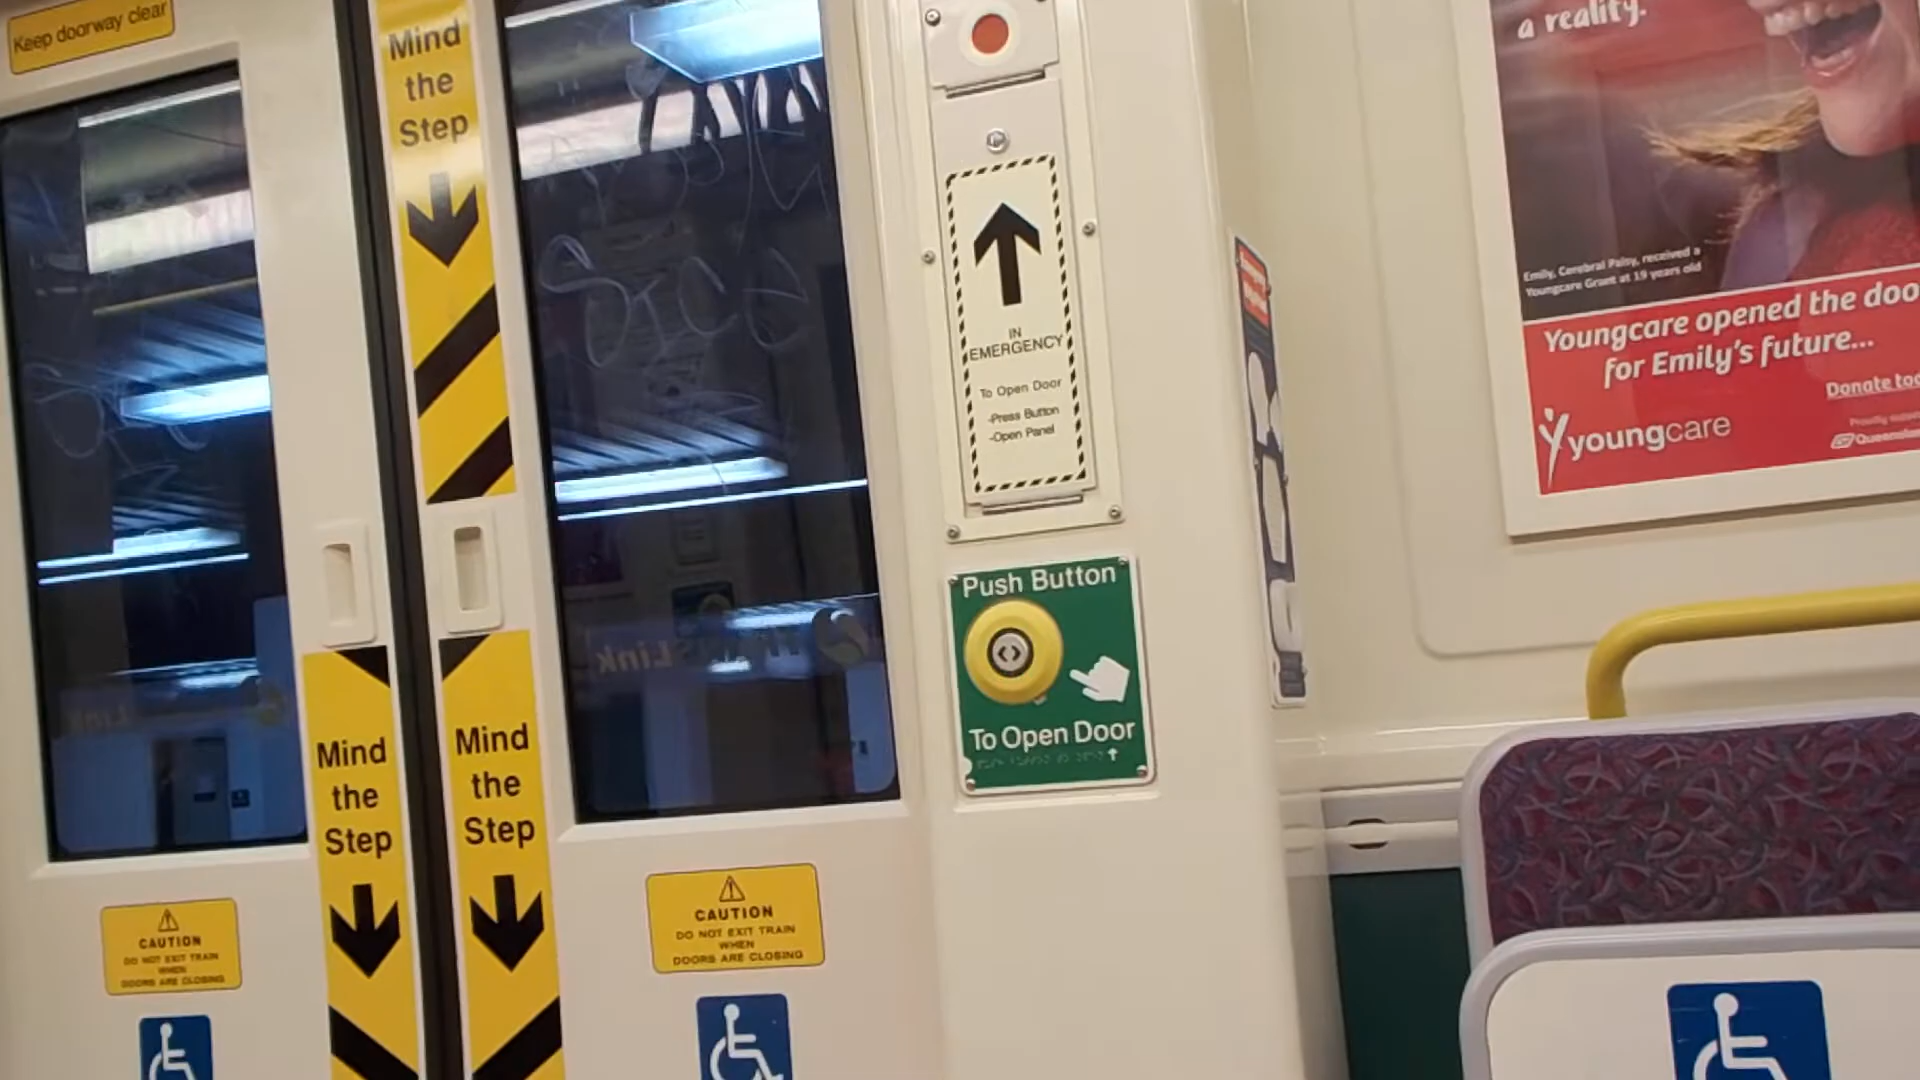 Keep doorway clear
Mind
the
Step
IN
EMERGENCY
To Open Door
-Press Button
-Open Panel
Push Button
To Open Door
Mind
the
Step
Mind
the
Step
CAUTION
DO NOT EXIT TRAIN
WHEN
DOORS ARE CLOSING
CAUTION
DO NOT EXIT TRAIN
WHEN
DOORS ARE CLOSING
a reality.
Emily, Cerebral Palsy, received a
Youngcare Grant at 19 years old
Youngcare opened the doo
for Emily's future...
Donate to
youngcare
Proudly
Queensland